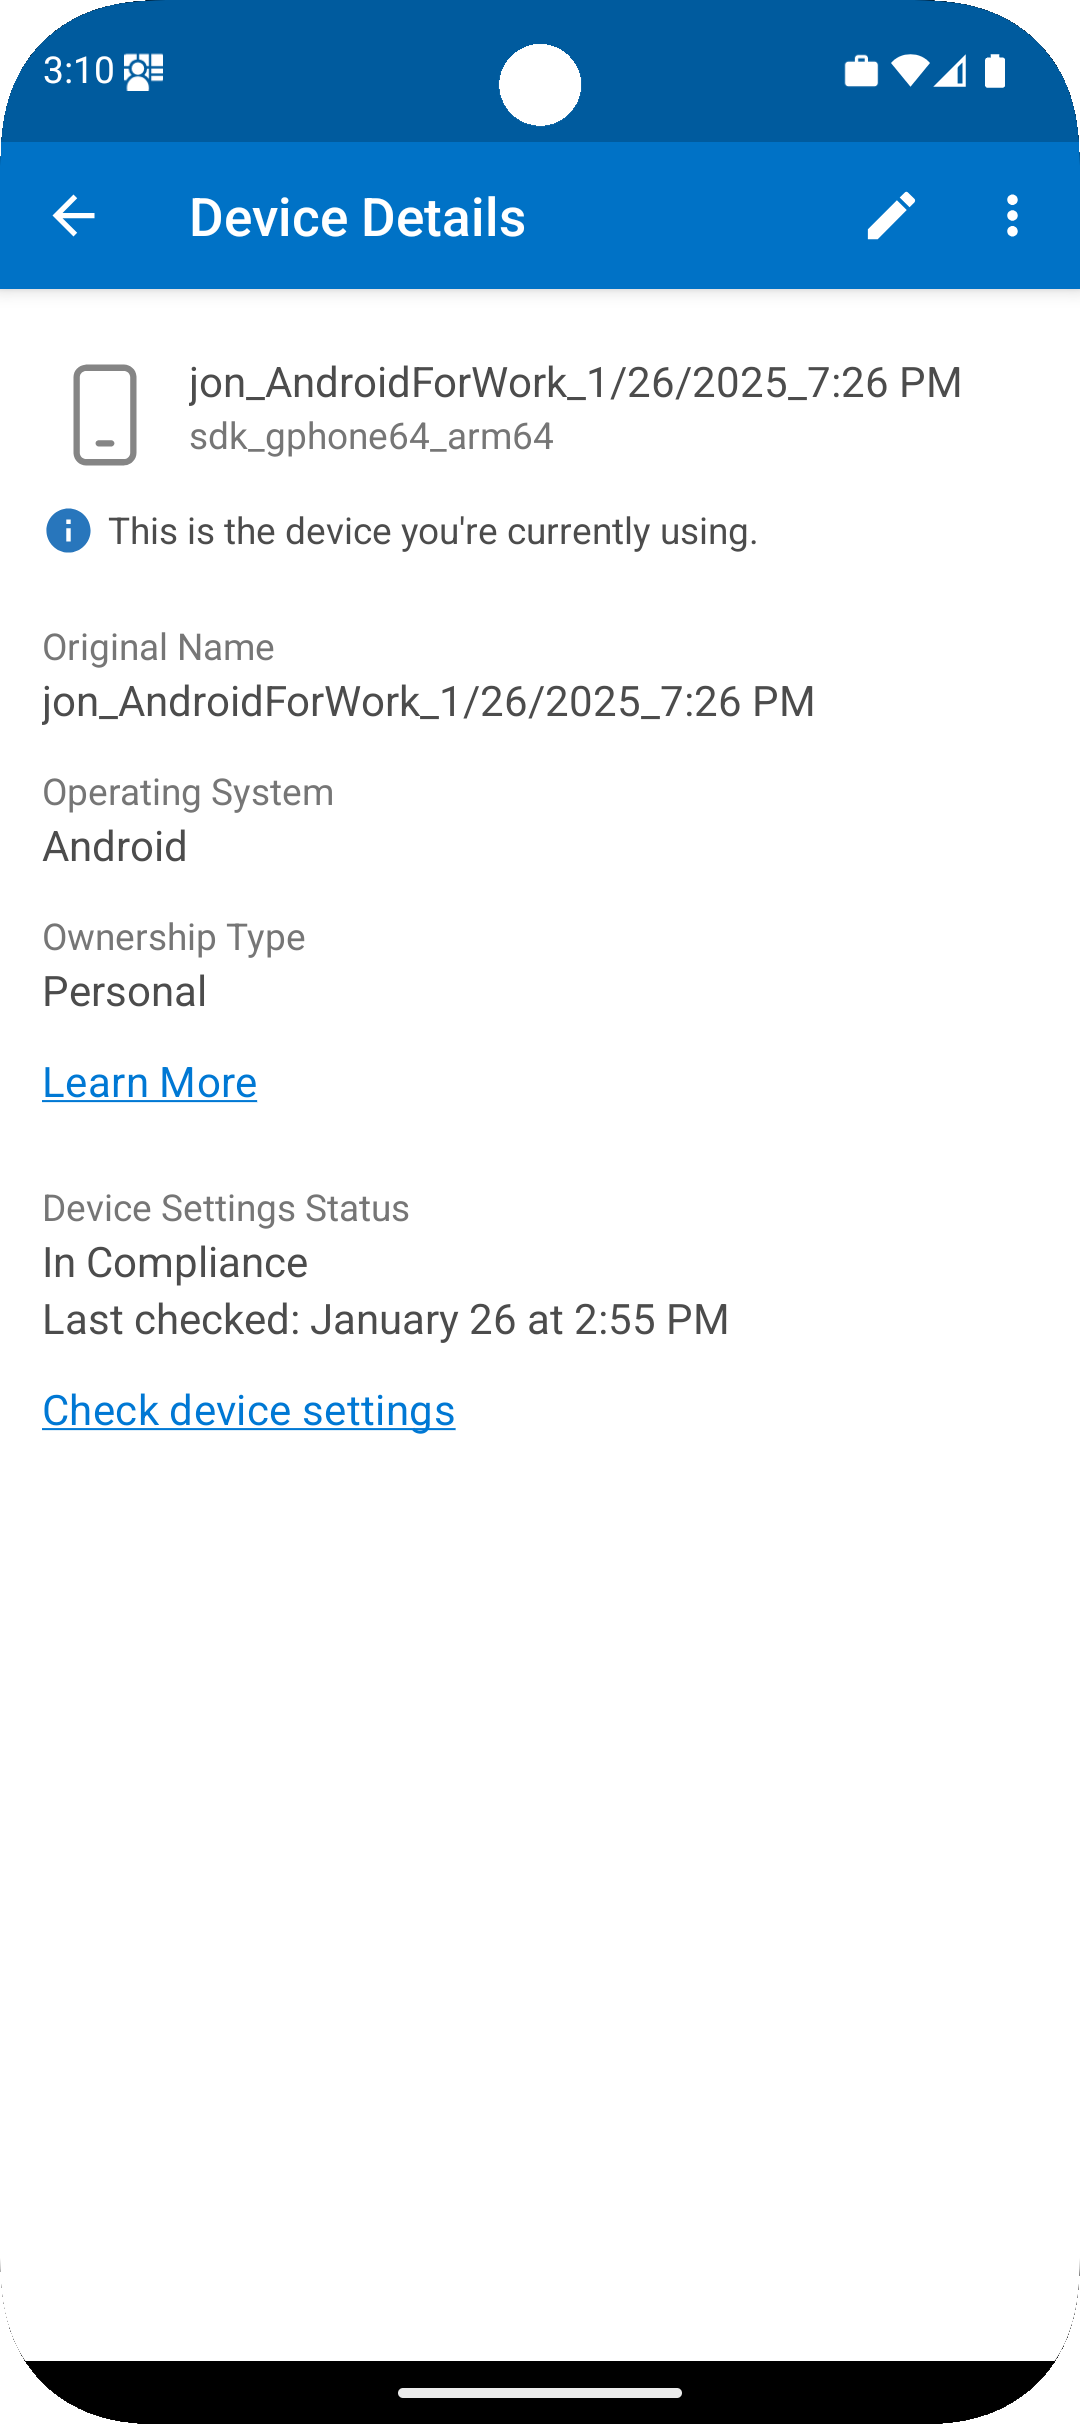 3:10
Device Details
jon_AndroidForWork_1/26/2025_7:26 PM
sdk_gphone64_arm64
This is the device you're currently using.
Original Name
jon_AndroidForWork_1/26/2025_7:26 PM
Operating System
Android
Ownership Type
Personal
Learn More
Device Settings Status
In Compliance
Last checked: January 26 at 2:55 PM
Check device settings